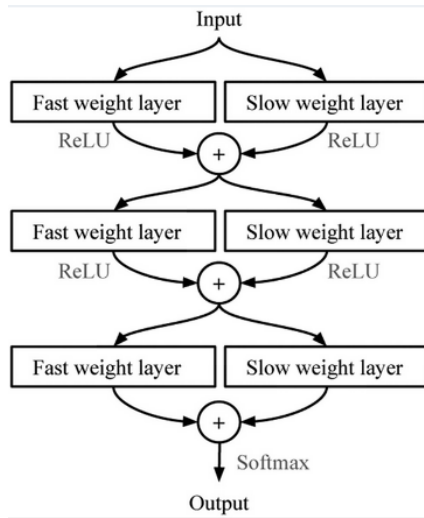 Input
Fast weight layer Slow weight layer
ReLU ReLU
+
Fast weight layer Slow weight layer
ReLU ReLU
+
Fast weight layer Slow weight layer
+
Softmax
Output